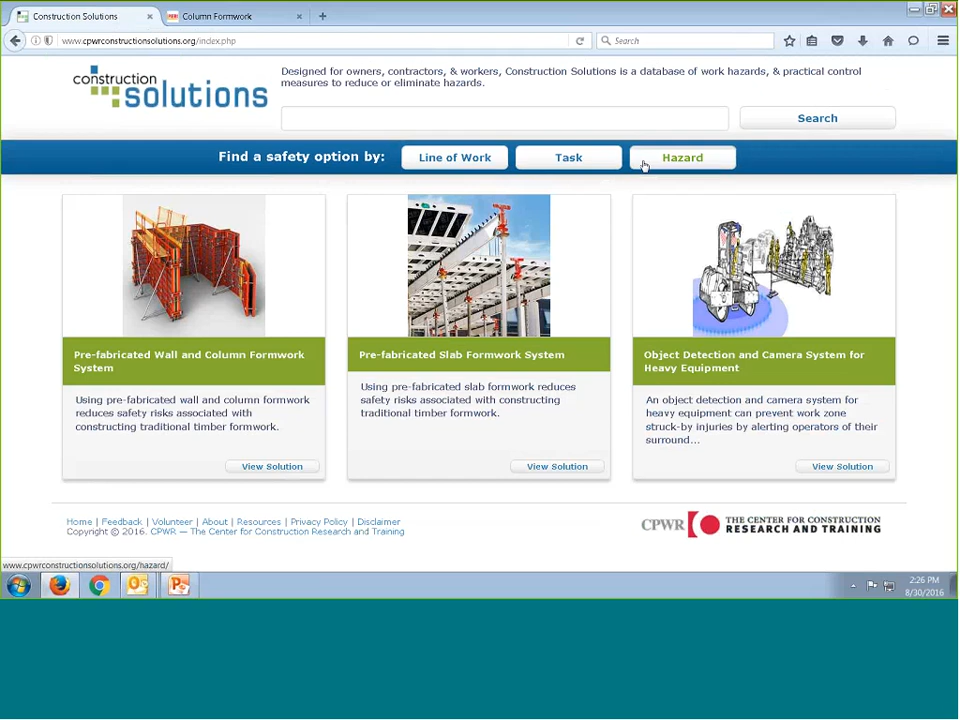 Construction Solutions
PERI Column Formwork
www.cpwrconstructionsolutions.org/index.php
Search
construction
solutions
Designed for owners, contractors, & workers, Construction Solutions is a database of work hazards, & practical control
measures to reduce or eliminate hazards.
Search
Find a safety option by:
Line of Work
Task
Hazard
Pre-fabricated Wall and Column Formwork
System
Using pre-fabricated wall and column formwork
reduces safety risks associated with
constructing traditional timber formwork.
View Solution
Pre-fabricated Slab Formwork System
Using pre-fabricated slab formwork reduces
safety risks associated with constructing
traditional timber formwork.
View Solution
Object Detection and Camera System for
Heavy Equipment
An object detection and camera system for
heavy equipment can prevent work zone
struck-by injuries by alerting operators of their
surround...
View Solution
Home | Feedback | Volunteer | About | Resources | Privacy Policy | Disclaimer
Copyright © 2016. CPWR — The Center for Construction Research and Training
CPWR THE CENTER FOR CONSTRUCTION
RESEARCH AND TRAINING
www.cpwrconstructionsolutions.org/hazard/
2:26 PM
8/30/2016